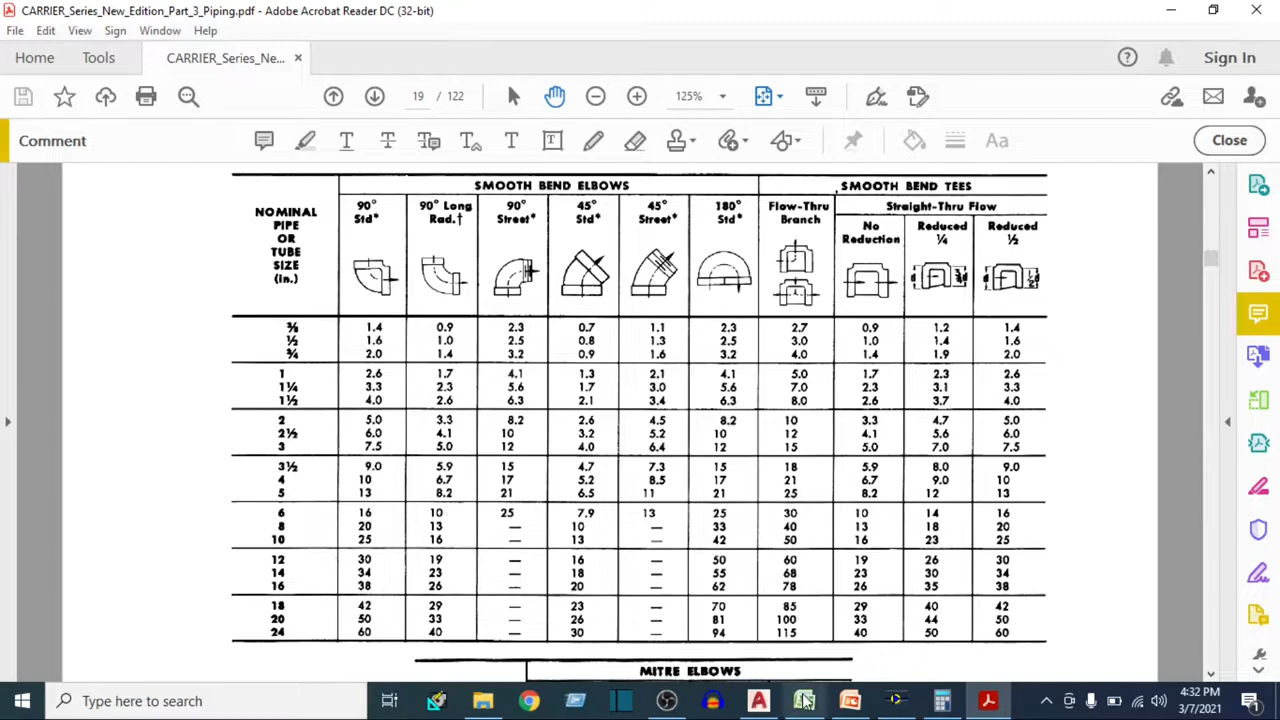 CARRIER_Series_New_Edition_Part_3_Piping.pdf - Adobe Acrobat Reader DC (32-bit)
File Edit View Sign Window Help
Home Tools CARRIER_Series_Ne... Sign In
19 / 122 125%
Comment Close
SMOOTH BEND ELBOWS SMOOTH BEND TEES
NOMINAL
PIPE
OR
TUBE
SIZE
(in.)
90°
Std*
90° Long
Rad.†
90°
Street*
45°
Std*
45°
Street*
180°
Std*
Flow-Thru
Branch
Straight-Thru Flow
No
Reduction
Reduced
¼
Reduced
½
⅜ 1.4 0.9 2.3 0.7 1.1 2.3 2.7 0.9 1.2 1.4
½ 1.6 1.0 2.5 0.8 1.3 2.5 3.0 1.0 1.4 1.6
¾ 2.0 1.4 3.2 0.9 1.6 3.2 4.0 1.4 1.9 2.0
1 2.6 1.7 4.1 1.3 2.1 4.1 5.0 1.7 2.3 2.6
1¼ 3.3 2.3 5.6 1.7 3.0 5.6 7.0 2.3 3.1 3.3
1½ 4.0 2.6 6.3 2.1 3.4 6.3 8.0 2.6 3.7 4.0
2 5.0 3.3 8.2 2.6 4.5 8.2 10 3.3 4.7 5.0
2½ 6.0 4.1 10 3.2 5.2 10 12 4.1 5.6 6.0
3 7.5 5.0 12 4.0 6.4 12 15 5.0 7.0 7.5
3½ 9.0 5.9 15 4.7 7.3 15 18 5.9 8.0 9.0
4 10 6.7 17 5.2 8.5 17 21 6.7 9.0 10
5 13 8.2 21 6.5 11 21 25 8.2 12 13
6 16 10 25 7.9 13 25 30 10 14 16
8 20 13 — 10 — 33 40 13 18 20
10 25 16 — 13 — 42 50 16 23 25
12 30 19 — 16 — 50 60 19 26 30
14 34 23 — 18 — 55 68 23 30 34
16 38 26 — 20 — 62 78 26 35 38
18 42 29 — 23 — 70 85 29 40 42
20 50 33 — 26 — 81 100 33 44 50
24 60 40 — 30 — 94 115 40 50 60
MITRE ELBOWS
Type here to search
4:32 PM
3/7/2021